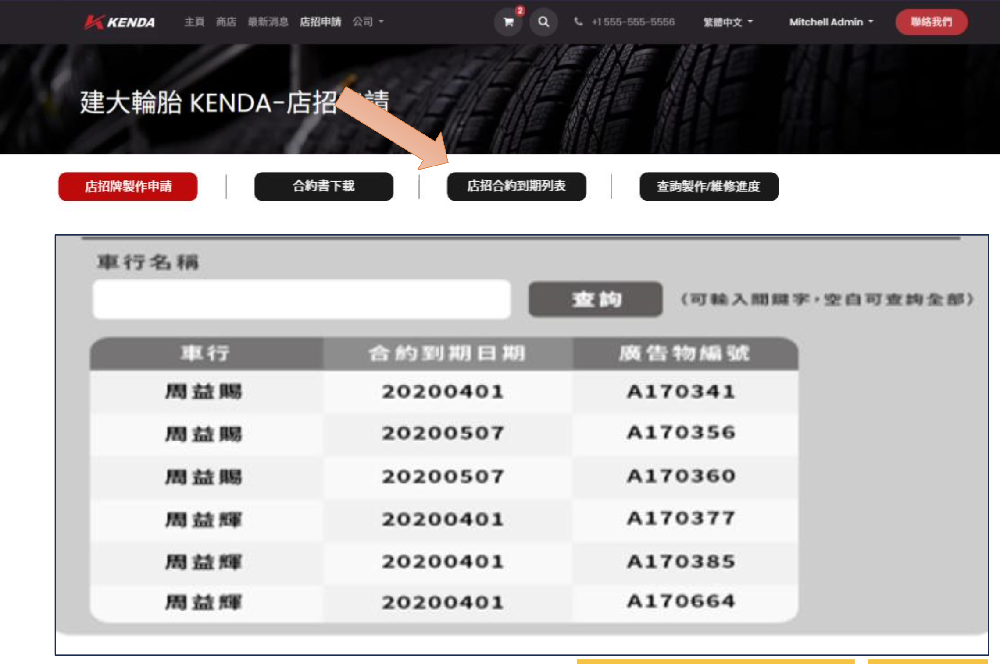 KENDA 主頁 商店 最新消息 店招申請 公司 2 +1 555-555-5556 繁體中文 Mitchell Admin 聯絡我們
建大輪胎 KENDA-店招 請
店招牌製作申請 合約書下載 店招合約到期列表 查詢製作/維修進度
車行名稱
查詢 (可輸入關鍵字,空白可查詢全部)
車行 合約到期日期 廣告物編號
周益賜 20200401 A170341
周益賜 20200507 A170356
周益賜 20200507 A170360
周益輝 20200401 A170377
周益輝 20200401 A170385
周益輝 20200401 A170664